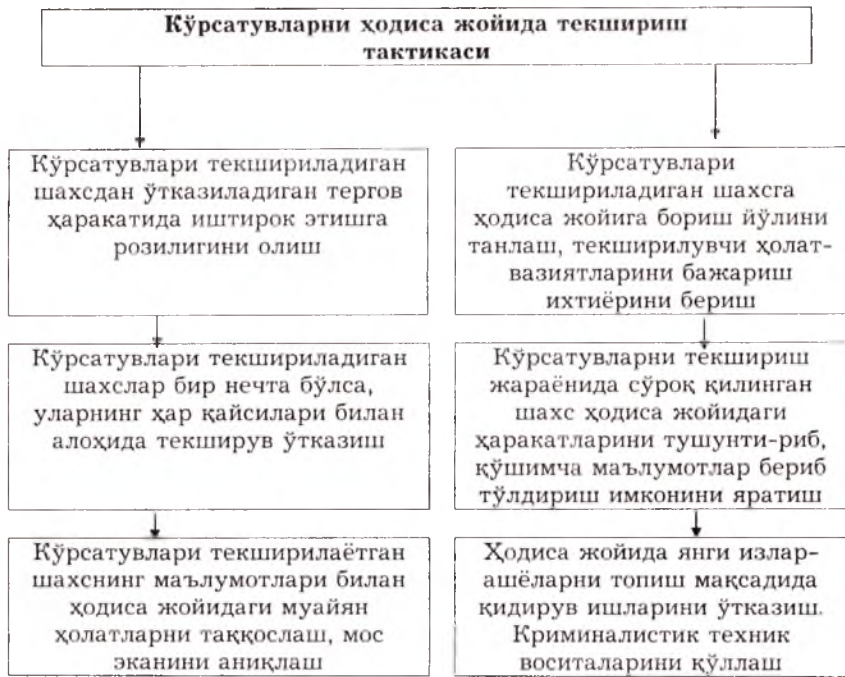 Кўрсатувларни ҳодиса жойида текшириш
тактикаси
Кўрсатувлари текшириладиган
шахсдан ўтказиладиган тергов
ҳаракатида иштирок этишга
розилигини олиш
Кўрсатувлари текшириладиган
шахслар бир нечта бўлса,
уларнинг ҳар қайсилари билан
алоҳида текширув ўтказиш
Кўрсатувлари текширилаётган
шахснинг маълумотлари билан
ҳодиса жойидаги муайян
ҳолатларни таққослаш, мос
эканини аниқлаш
Кўрсатувлари
текшириладиган шахсга
ҳодиса жойига бориш йўлини
танлаш, текширилувчи ҳолат-
вазиятларини бажариш
ихтиёрини бериш
Кўрсатувларни текшириш
жараёнида сўроқ қилинган
шахс ҳодиса жойидаги
ҳаракатларини тушунти-риб,
қўшимча маълумотлар бериб
тўлдириш имконини яратиш
Ҳодиса жойида янги излар-
ашёларни топиш мақсадида
қидирув ишларини ўтказиш.
Криминалистик техник
воситаларини қўллаш